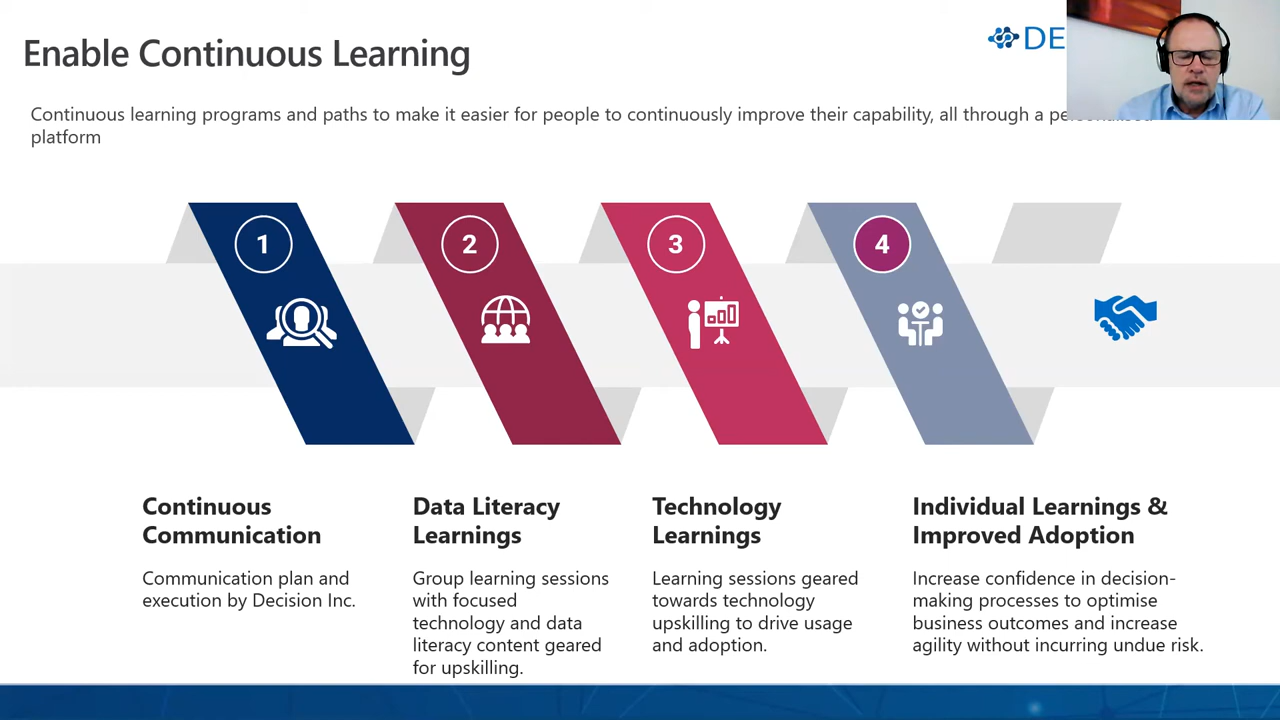 Enable Continuous Learning
DE
Continuous learning programs and paths to make it easier for people to continuously improve their capability, all through a
platform
1
2
3
4
Continuous
Communication
Communication plan and
execution by Decision Inc.
Data Literacy
Learnings
Group learning sessions
with focused
technology and data
literacy content geared
for upskilling.
Technology
Learnings
Learning sessions geared
towards technology
upskilling to drive usage
and adoption.
Individual Learnings &
Improved Adoption
Increase confidence in decision-
making processes to optimise
business outcomes and increase
agility without incurring undue risk.